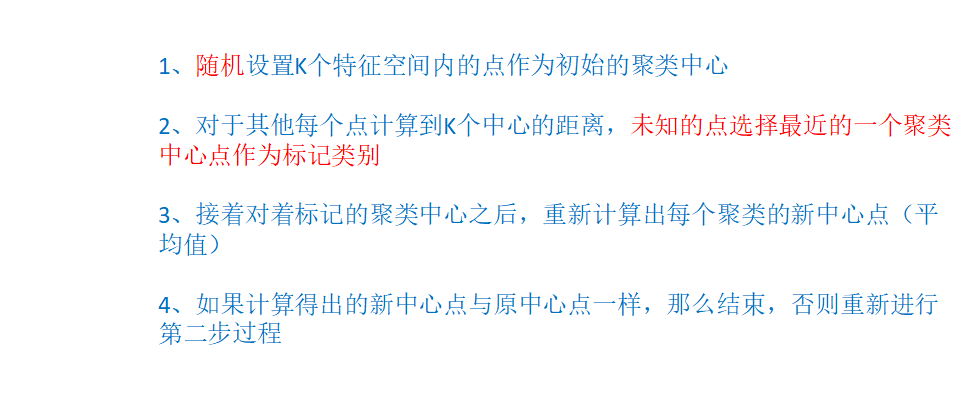 1、随机设置K个特征空间内的点作为初始的聚类中心
2、对于其他每个点计算到K个中心的距离，未知的点选择最近的一个聚类
中心点作为标记类别
3、接着对着标记的聚类中心之后，重新计算出每个聚类的新中心点（平
均值）
4、如果计算得出的新中心点与原中心点一样，那么结束，否则重新进行
第二步过程